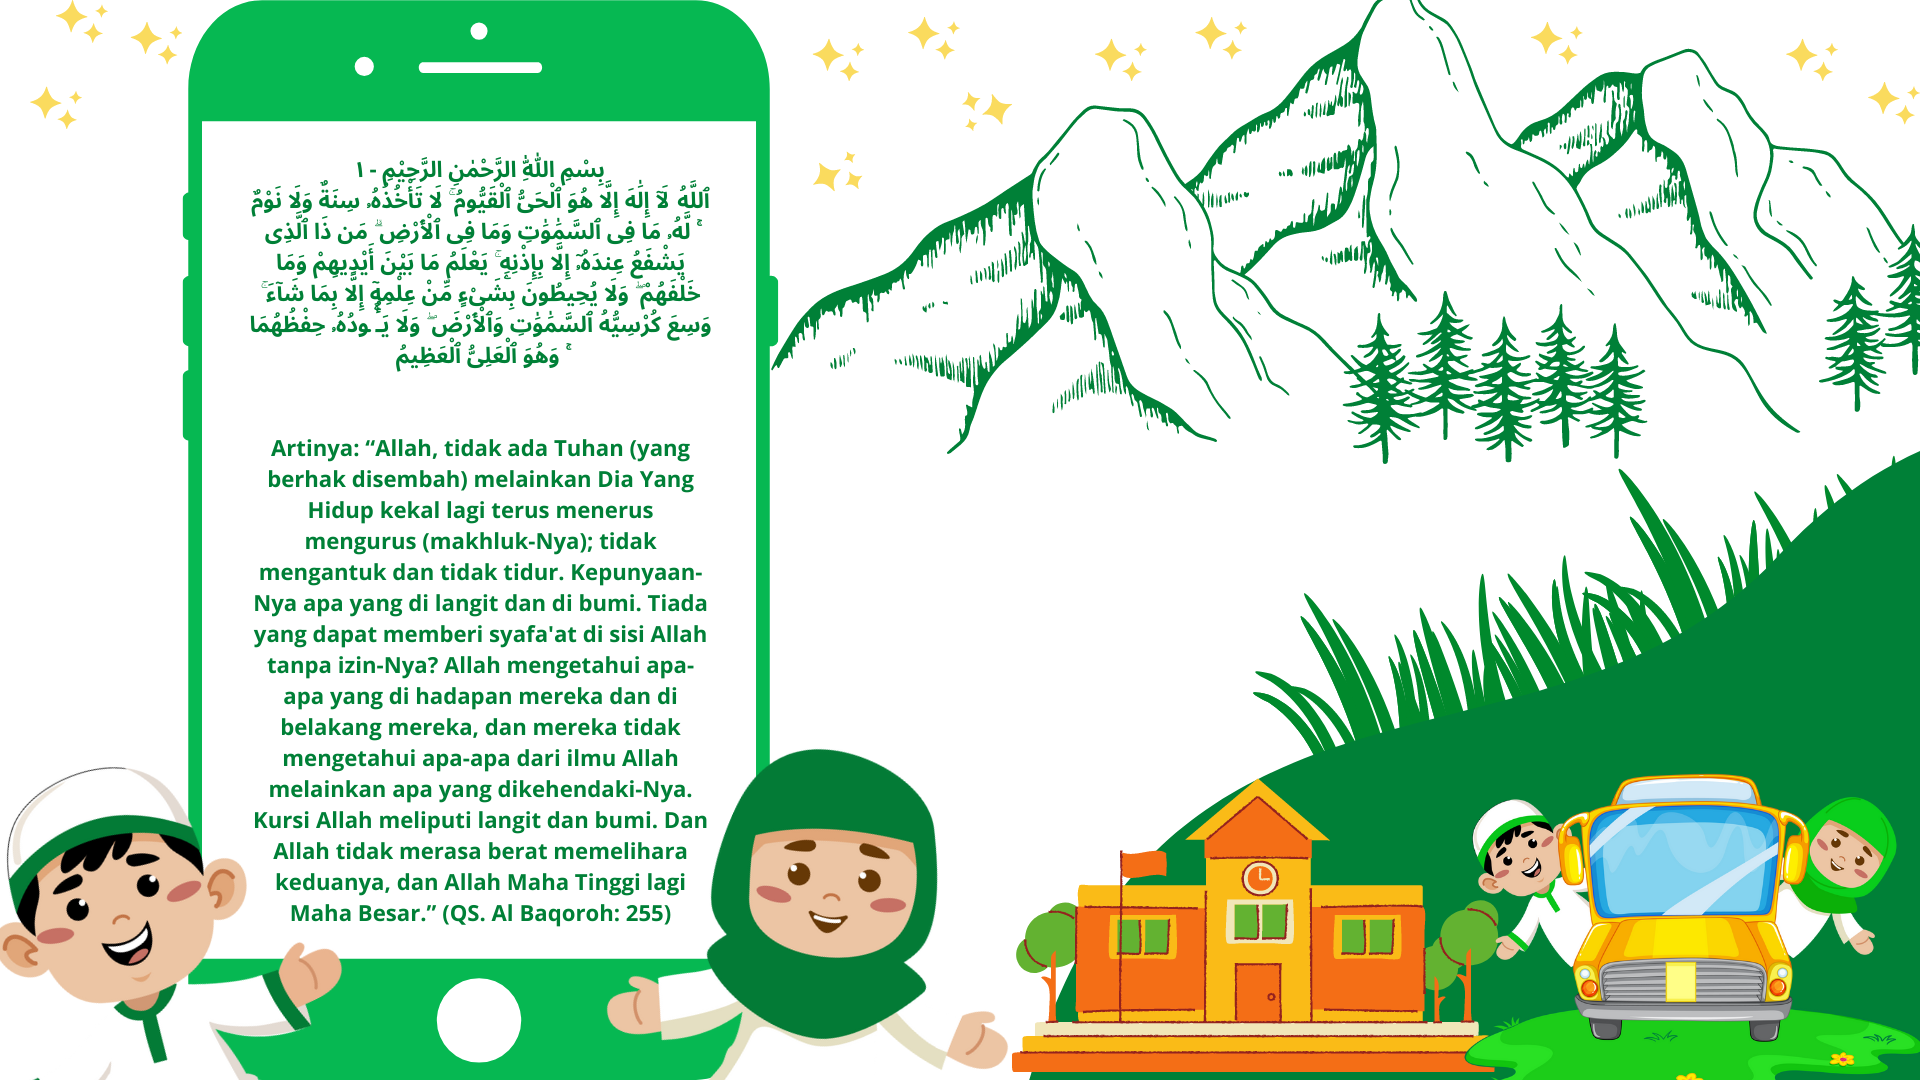 بِسْمِ اللّٰهِ الرَّحْمٰنِ الرَّحِيْمِ - ١
ٱللَّهُ لَآ إِلَٰهَ إِلَّا هُوَ ٱلْحَىُّ ٱلْقَيُّومُ ۚ لَا تَأْخُذُهُۥ سِنَةٌ وَلَا نَوْمٌ
ۚ لَّهُۥ مَا فِى ٱلسَّمَٰوَٰتِ وَمَا فِى ٱلْأَرْضِ ۗ مَن ذَا ٱلَّذِى
يَشْفَعُ عِندَهُۥٓ إِلَّا بِإِذْنِهِۦ ۚ يَعْلَمُ مَا بَيْنَ أَيْدِيهِمْ وَمَا
خَلْفَهُمْ ۖ وَلَا يُحِيطُونَ بِشَىْءٍ مِّنْ عِلْمِهِۦٓ إِلَّا بِمَا شَآءَ ۚ
وَسِعَ كُرْسِيُّهُ ٱلسَّمَٰوَٰتِ وَٱلْأَرْضَ ۖ وَلَا يَـُٔودُهُۥ حِفْظُهُمَا
ۚ وَهُوَ ٱلْعَلِىُّ ٱلْعَظِيمُ
Artinya: “Allah, tidak ada Tuhan (yang
berhak disembah) melainkan Dia Yang
Hidup kekal lagi terus menerus
mengurus (makhluk-Nya); tidak
mengantuk dan tidak tidur. Kepunyaan-
Nya apa yang di langit dan di bumi. Tiada
yang dapat memberi syafa'at di sisi Allah
tanpa izin-Nya? Allah mengetahui apa-
apa yang di hadapan mereka dan di
belakang mereka, dan mereka tidak
mengetahui apa-apa dari ilmu Allah
melainkan apa yang dikehendaki-Nya.
Kursi Allah meliputi langit dan bumi. Dan
Allah tidak merasa berat memelihara
keduanya, dan Allah Maha Tinggi lagi
Maha Besar.” (QS. Al Baqoroh: 255)